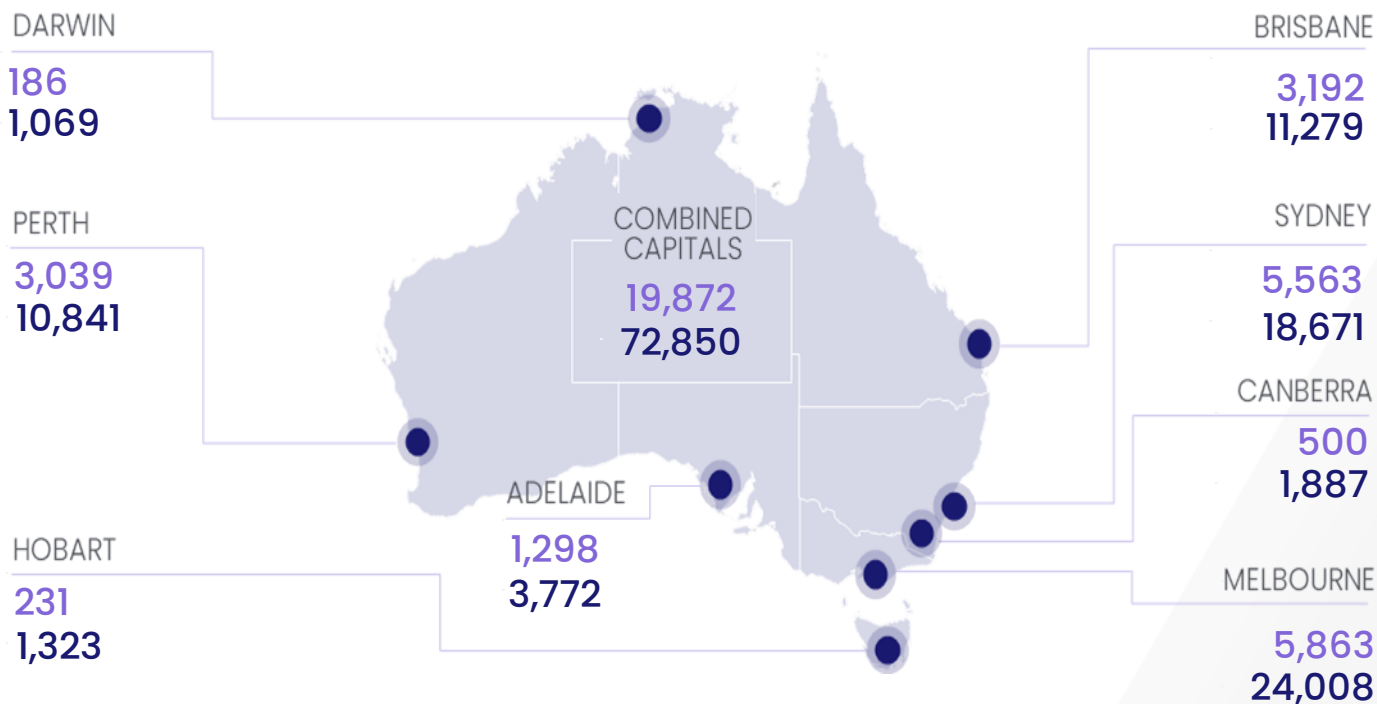 DARWIN
186
1,069
BRISBANE
3,192
11,279
PERTH
3,039
10,841
COMBINED
CAPITALS
19,872
72,850
SYDNEY
5,563
18,671
CANBERRA
500
1,887
ADELAIDE
1,298
3,772
HOBART
231
1,323
MELBOURNE
5,863
24,008